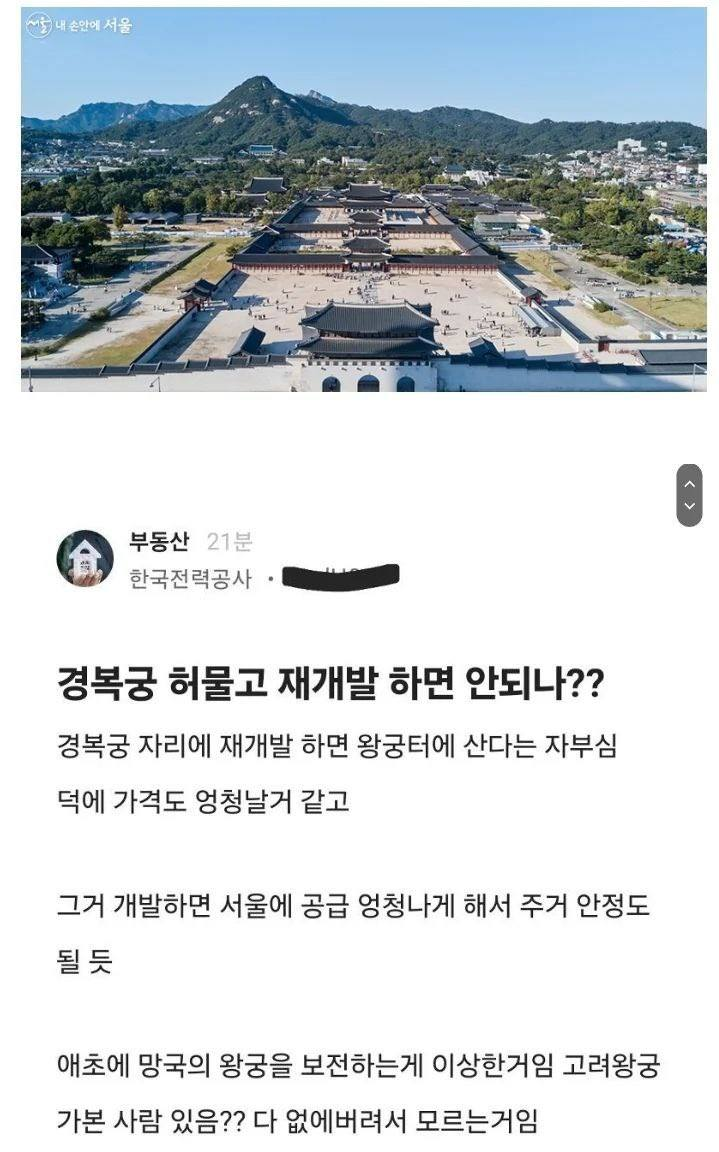 서울 내 손안에 서울
부동산 21분
한국전력공사 •
경복궁 허물고 재개발 하면 안되나??
경복궁 자리에 재개발 하면 왕궁터에 산다는 자부심
덕에 가격도 엉청날거 같고
그거 개발하면 서울에 공급 엉청나게 해서 주거 안정도
될 듯
애초에 망국의 왕궁을 보전하는게 이상한거임 고려왕궁
가본 사람 있음?? 다 없에버려서 모르는거임